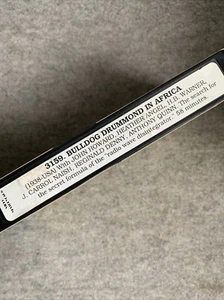 3159. BULLDOG DRUMMOND IN AFRICA
(1938-USA) With JOHN HOWARD, HEATHER ANGEL, H.B. WARNER,
J. CARROL NAISH, REGINALD DENNY, ANTHONY QUINN. The search for
the secret formula of the "radio wave disintegrator." 58 minutes.